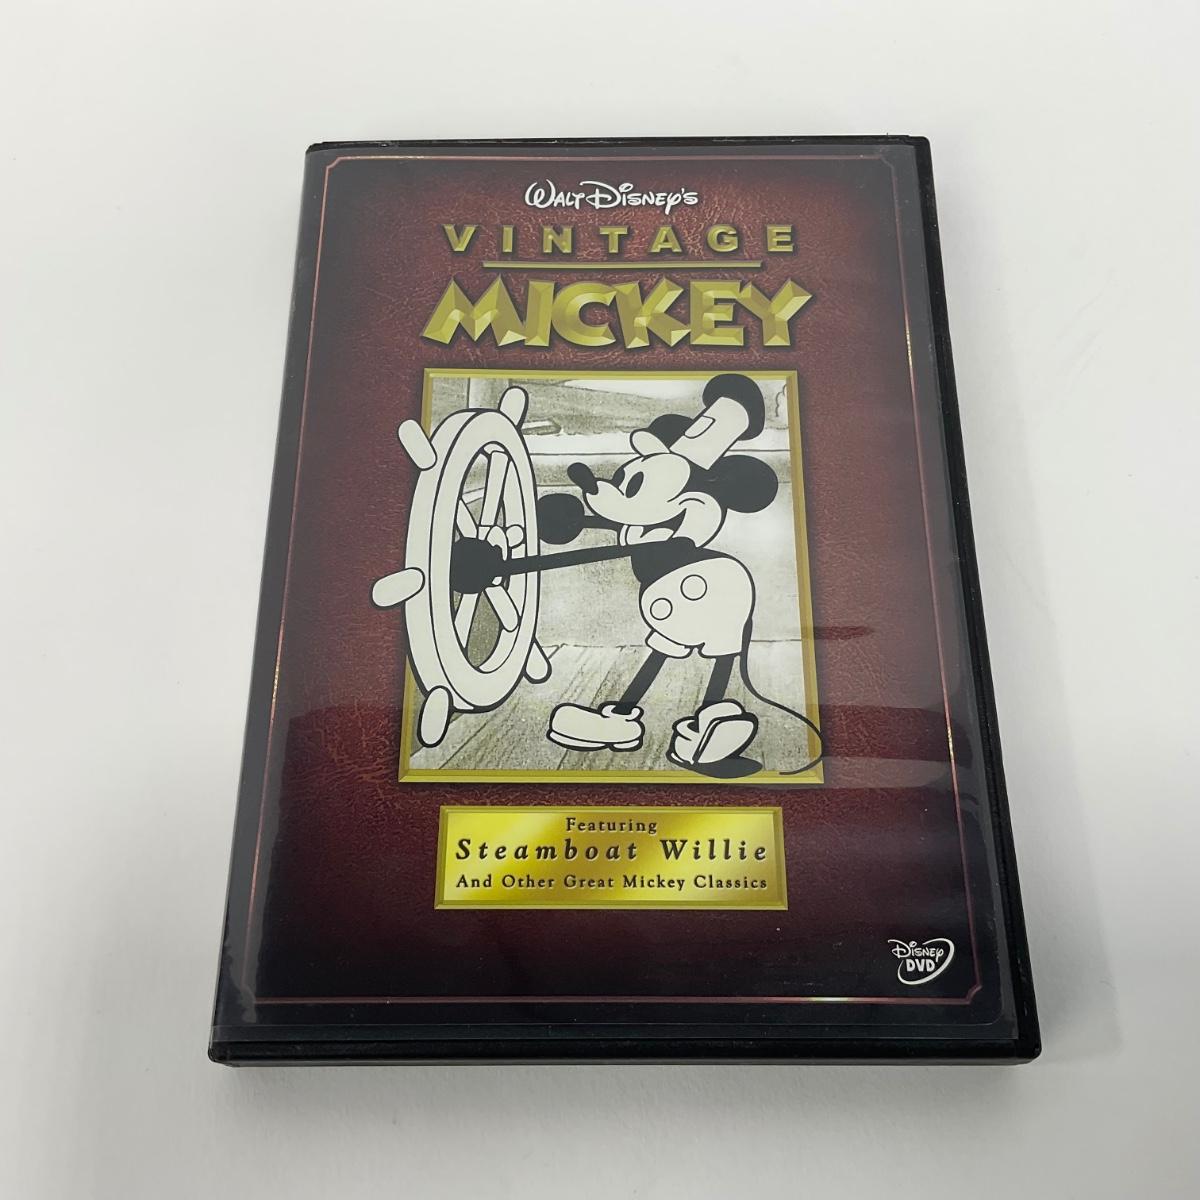 Walt Disney's
VINTAGE
MICKEY
Featuring
Steamboat Willie
And Other Great Mickey Classics
Disney
DVD